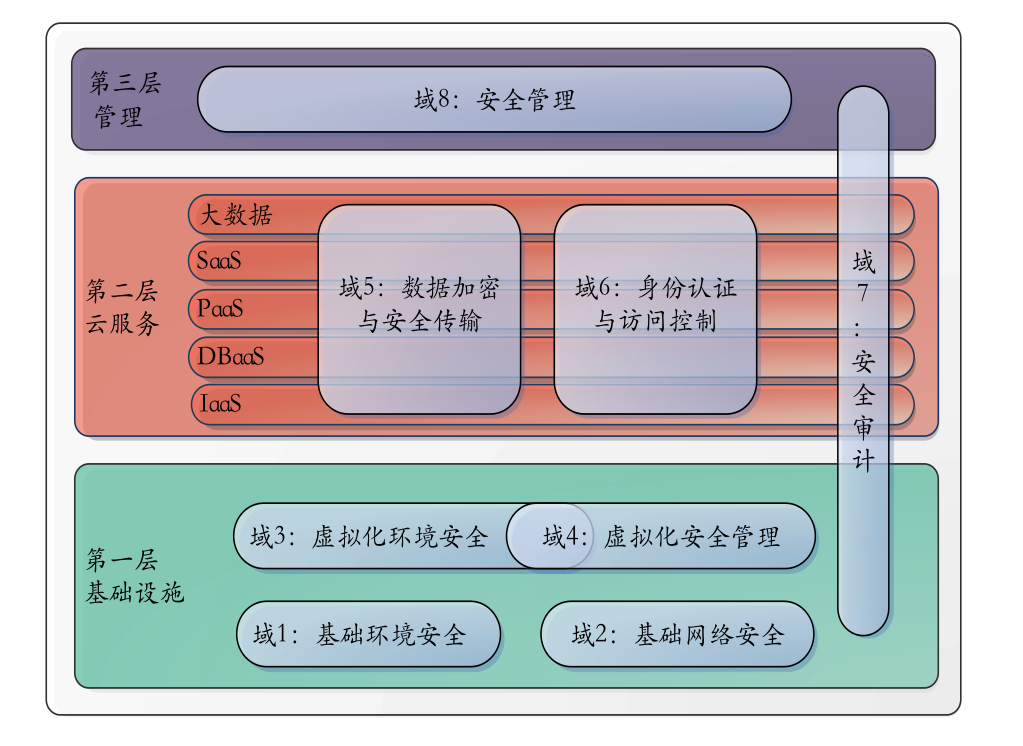 第三层
管理
域8：安全管理
第二层
云服务
大数据
SaaS
PaaS
DBaaS
IaaS
域5：数据加密
与安全传输
域6：身份认证
与访问控制
域7：安全审计
第一层
基础设施
域3：虚拟化环境安全
域4：虚拟化安全管理
域1：基础环境安全
域2：基础网络安全